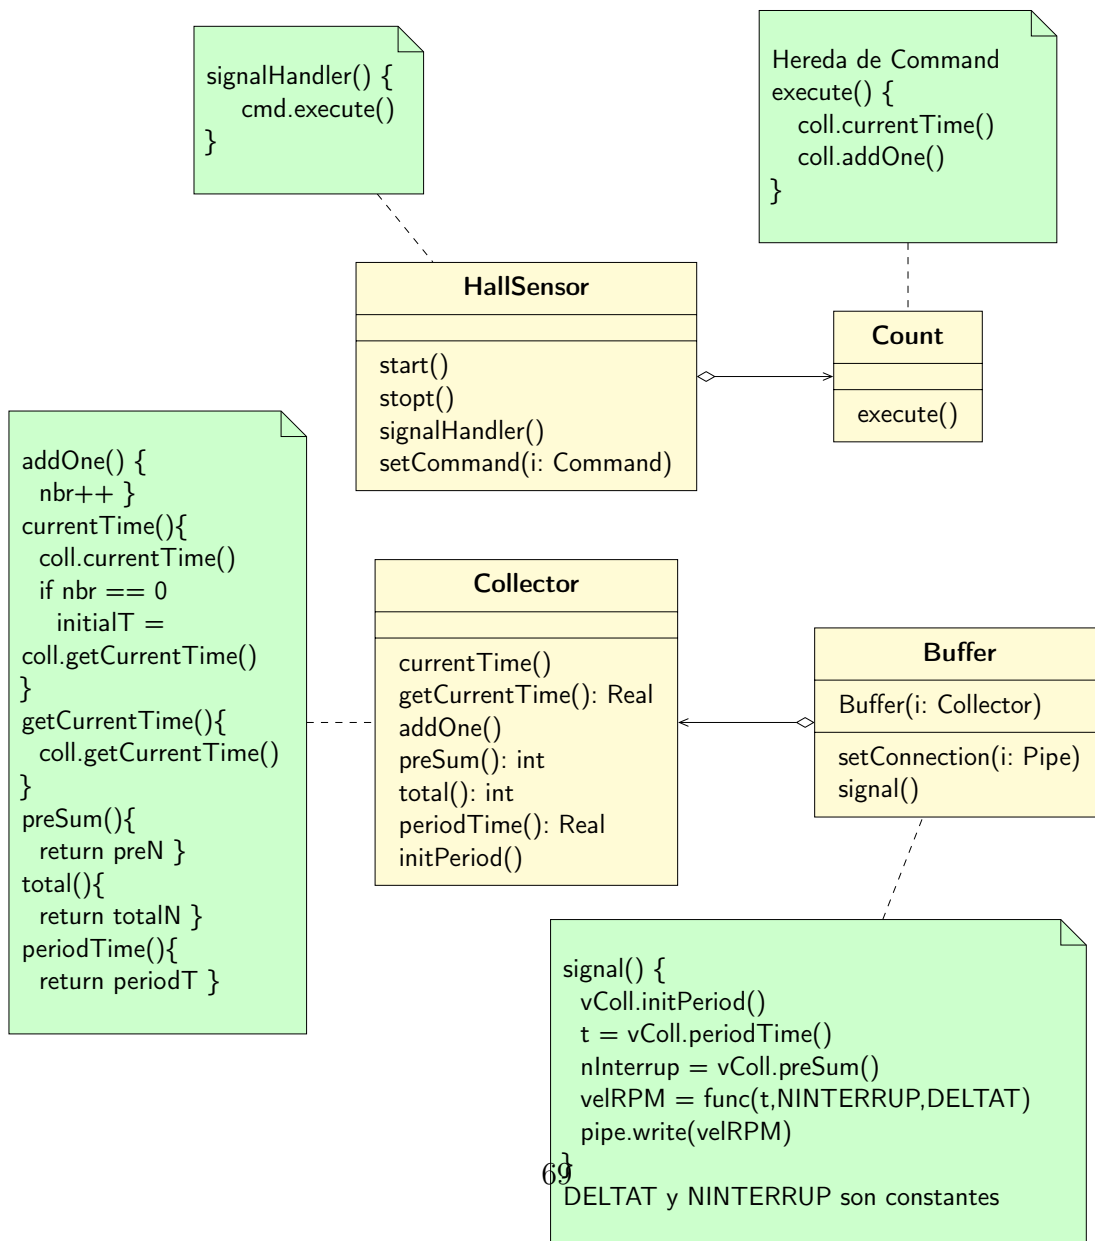 signalHandler() {
cmd.execute()
}
Hereda de Command
execute() {
coll.currentTime()
coll.addOne()
}
HallSensor
start()
stopt()
signalHandler()
setCommand(i: Command)
Count
execute()
addOne() {
nbr++ }
currentTime(){
coll.currentTime()
if nbr == 0
initialT =
coll.getCurrentTime()
}
getCurrentTime(){
coll.getCurrentTime()
}
preSum(){
return preN }
total(){
return totalN }
periodTime(){
return periodT }
Collector
currentTime()
getCurrentTime(): Real
addOne()
preSum(): int
total(): int
periodTime(): Real
initPeriod()
Buffer
Buffer(i: Collector)
setConnection(i: Pipe)
signal()
signal() {
vColl.initPeriod()
t = vColl.periodTime()
nInterrup = vColl.preSum()
velRPM = func(t,NINTERRUP,DELTAT)
pipe.write(velRPM)
}
DELTAT y NINTERRUP son constantes
69